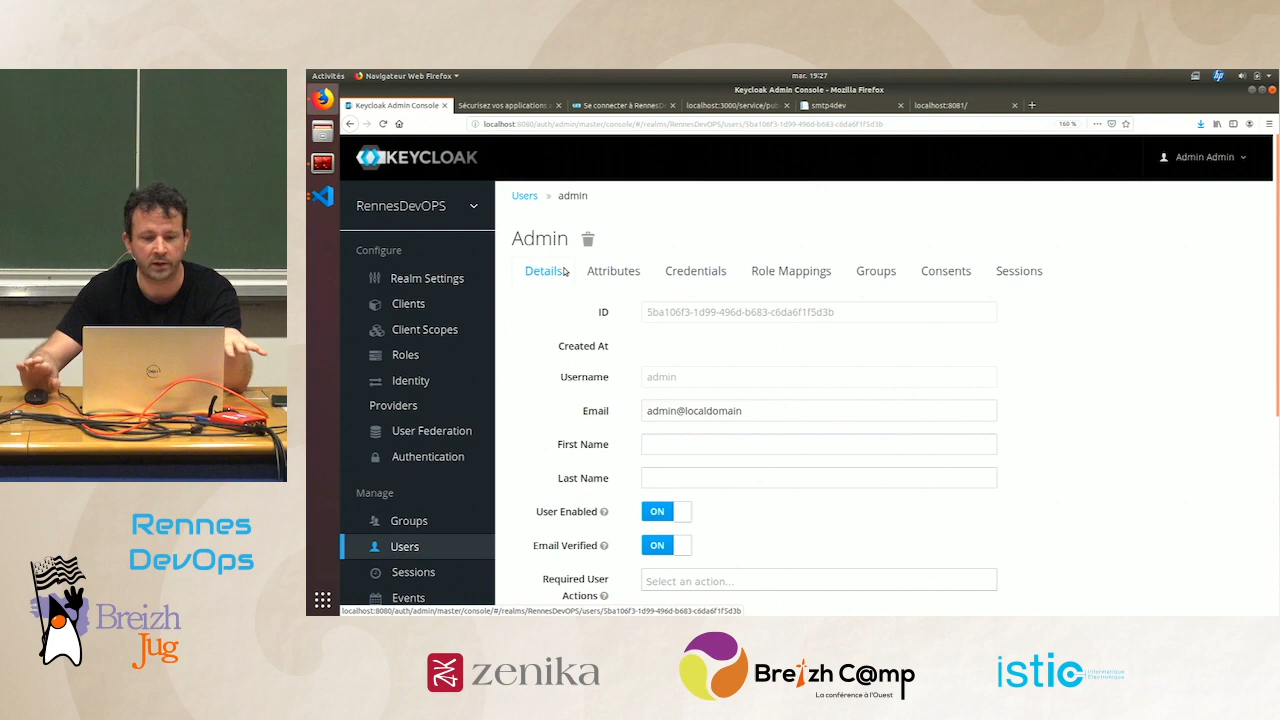 Activités
Navigateur Web Firefox
mar. 19:27
Keycloak Admin Console - Mozilla Firefox
Keycloak Admin Console
Sécurisez vos applications
Se connecter à RennesD
localhost:3000/service/pub
smtp4dev
localhost:8081/
localhost:8080/auth/admin/master/console/#/realms/RennesDevOPS/users/5ba106f3-1d99-496d-b683-c6da6f1f5d3b
160 %
KEYCLOAK
Admin Admin
RennesDevOPS
Configure
Realm Settings
Clients
Client Scopes
Roles
Identity
Providers
User Federation
Authentication
Manage
Groups
Users
Sessions
Events
Users » admin
Admin
Details
Attributes
Credentials
Role Mappings
Groups
Consents
Sessions
ID
5ba106f3-1d99-496d-b683-c6da6f1f5d3b
Created At
Username
admin
Email
admin@localdomain
First Name
Last Name
User Enabled
ON
Email Verified
ON
Required User
Actions
Select an action...
localhost:8080/auth/admin/master/console/#/realms/RennesDevOPS/users/5ba106f3-1d99-496d-b683-c6da6f1f5d3b
DELL
Rennes
DevOps
Breizh
Jug
zenika
Breizh C@mp
La conférence à l'Ouest
istic
Informatique
Électronique